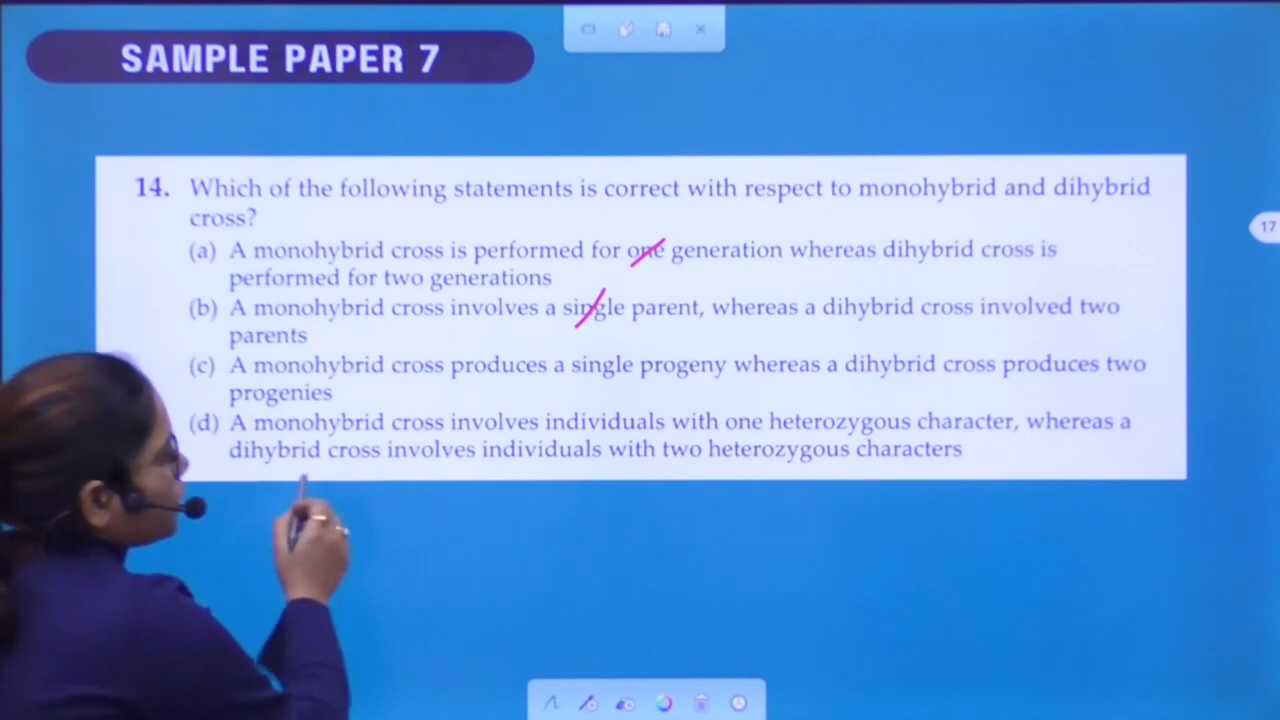 SAMPLE PAPER 7
14. Which of the following statements is correct with respect to monohybrid and dihybrid
cross?
17
(a) A monohybrid cross is performed for one generation whereas dihybrid cross is
performed for two generations
(b) A monohybrid cross involves a single parent, whereas a dihybrid cross involved two
parents
(c) A monohybrid cross produces a single progeny whereas a dihybrid cross produces two
progenies
(d) A monohybrid cross involves individuals with one heterozygous character, whereas a
dihybrid cross involves individuals with two heterozygous characters